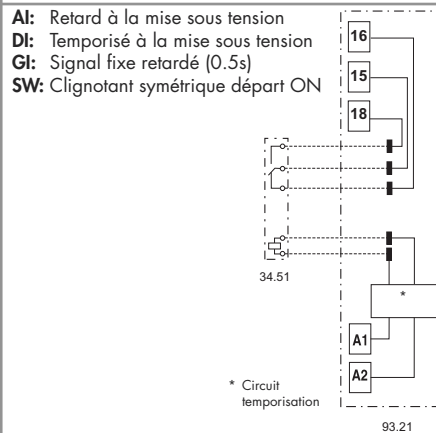 AI: Retard à la mise sous tension
DI: Temporisé à la mise sous tension
GI: Signal fixe retardé (0.5s)
SW: Clignotant symétrique départ ON
16
15
18
34.51
*
A1
A2
* Circuit
temporisation
93.21